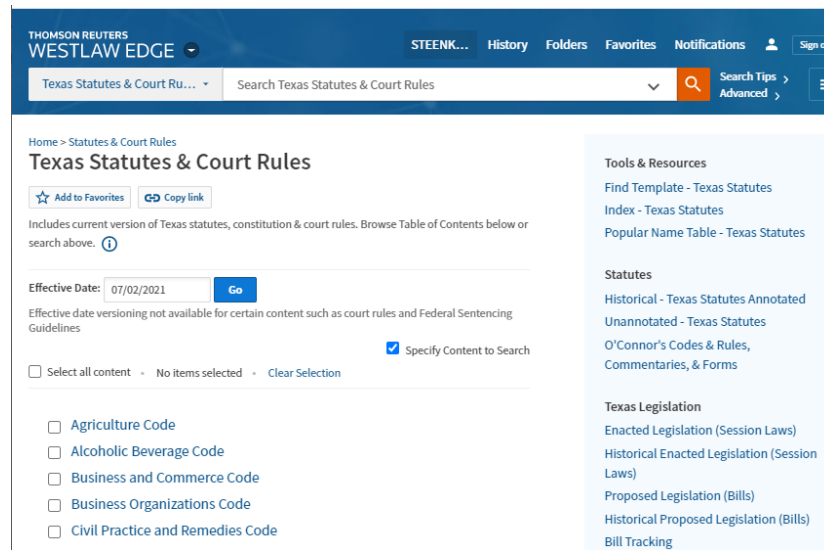 THOMSON REUTERS
WESTLAW EDGE
STEENK... History Folders Favorites Notifications Sign
Texas Statutes & Court Ru... Search Texas Statutes & Court Rules
Search Tips
Advanced
Home > Statutes & Court Rules
Texas Statutes & Court Rules
Add to Favorites Copy link
Includes current version of Texas statutes, constitution & court rules. Browse Table of Contents below or
search above.
Effective Date: 07/02/2021 Go
Effective date versioning not available for certain content such as court rules and Federal Sentencing
Guidelines
Specify Content to Search
Select all content • No items selected • Clear Selection
Agriculture Code
Alcoholic Beverage Code
Business and Commerce Code
Business Organizations Code
Civil Practice and Remedies Code
Tools & Resources
Find Template - Texas Statutes
Index - Texas Statutes
Popular Name Table - Texas Statutes
Statutes
Historical - Texas Statutes Annotated
Unannotated - Texas Statutes
O'Connor's Codes & Rules,
Commentaries, & Forms
Texas Legislation
Enacted Legislation (Session Laws)
Historical Enacted Legislation (Session
Laws)
Proposed Legislation (Bills)
Historical Proposed Legislation (Bills)
Bill Tracking